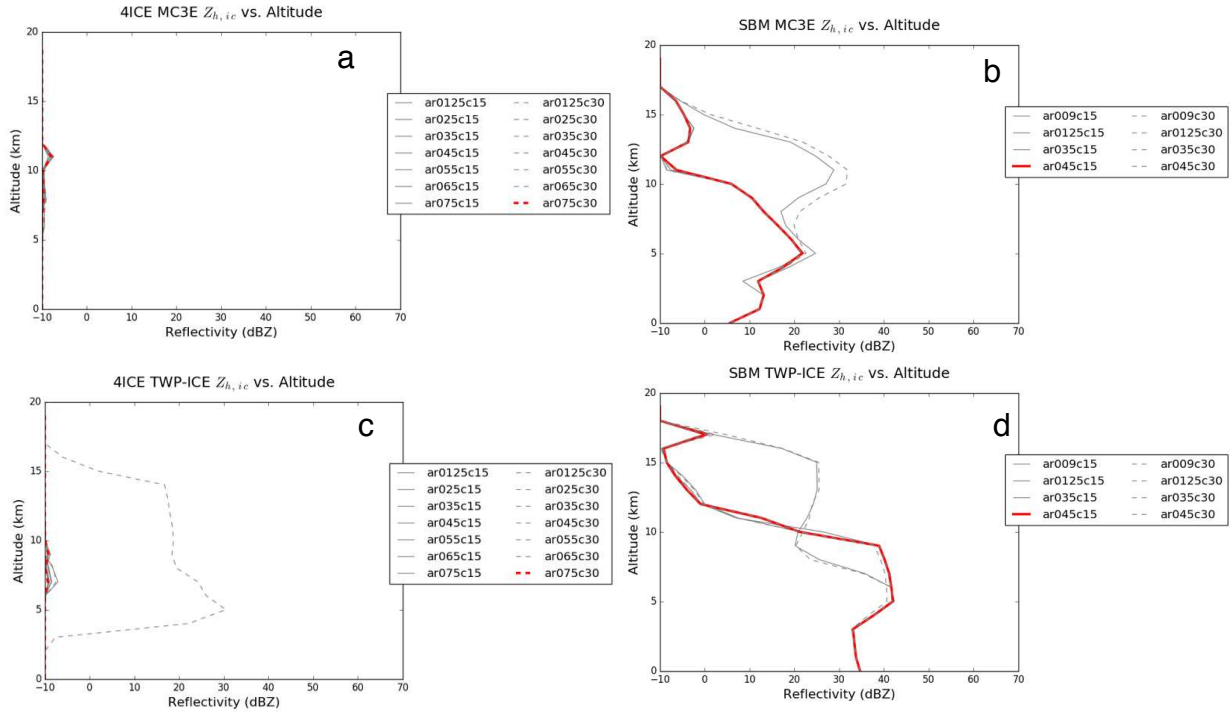 4ICE MC3E Z_{h, ic} vs. Altitude
a
Altitude (km)
20
15
10
5
0
−10 0 10 20 30 40 50 60 70
Reflectivity (dBZ)
ar0125c15 ar0125c30
ar025c15 ar025c30
ar035c15 ar035c30
ar045c15 ar045c30
ar055c15 ar055c30
ar065c15 ar065c30
ar075c15 ar075c30
SBM MC3E Z_{h, ic} vs. Altitude
b
Altitude (km)
20
15
10
5
0
−10 0 10 20 30 40 50 60 70
Reflectivity (dBZ)
ar009c15 ar009c30
ar0125c15 ar0125c30
ar035c15 ar035c30
ar045c15 ar045c30
4ICE TWP-ICE Z_{h, ic} vs. Altitude
c
Altitude (km)
20
15
10
5
0
−10 0 10 20 30 40 50 60 70
Reflectivity (dBZ)
ar0125c15 ar0125c30
ar025c15 ar025c30
ar035c15 ar035c30
ar045c15 ar045c30
ar055c15 ar055c30
ar065c15 ar065c30
ar075c15 ar075c30
SBM TWP-ICE Z_{h, ic} vs. Altitude
d
Altitude (km)
20
15
10
5
0
−10 0 10 20 30 40 50 60 70
Reflectivity (dBZ)
ar009c15 ar009c30
ar0125c15 ar0125c30
ar035c15 ar035c30
ar045c15 ar045c30